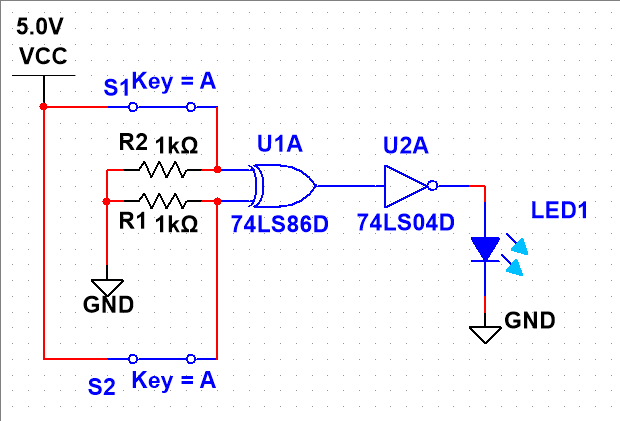 5.0V
VCC
S1 Key = A
R2 1kΩ
U1A
U2A
R1 1kΩ
74LS86D
74LS04D
LED1
GND
GND
S2 Key = A